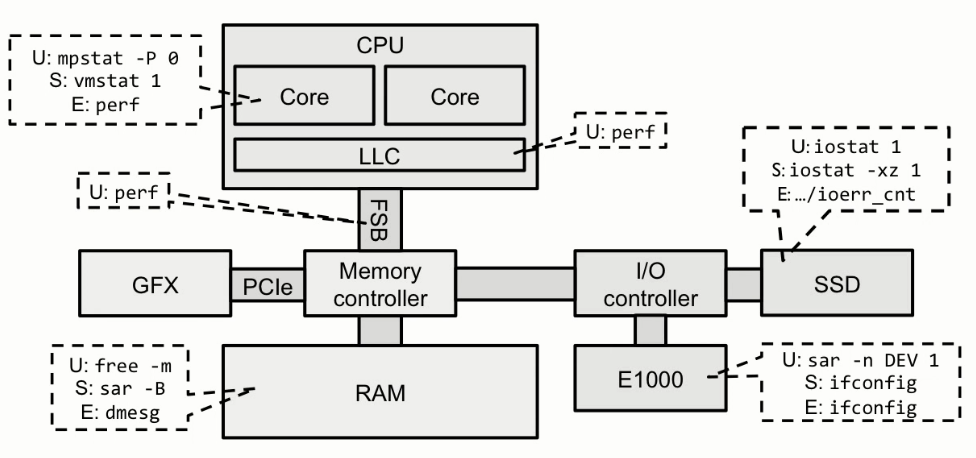 CPU
U: mpstat -P 0
S: vmstat 1
E: perf
Core
Core
U: perf
LLC
U: iostat 1
S: iostat -xz 1
E: .../ioerr_cnt
U: perf
FSB
GFX
PCIe
Memory
controller
I/O
controller
SSD
U: free -m
S: sar -B
E: dmesg
RAM
E1000
U: sar -n DEV 1
S: ifconfig
E: ifconfig